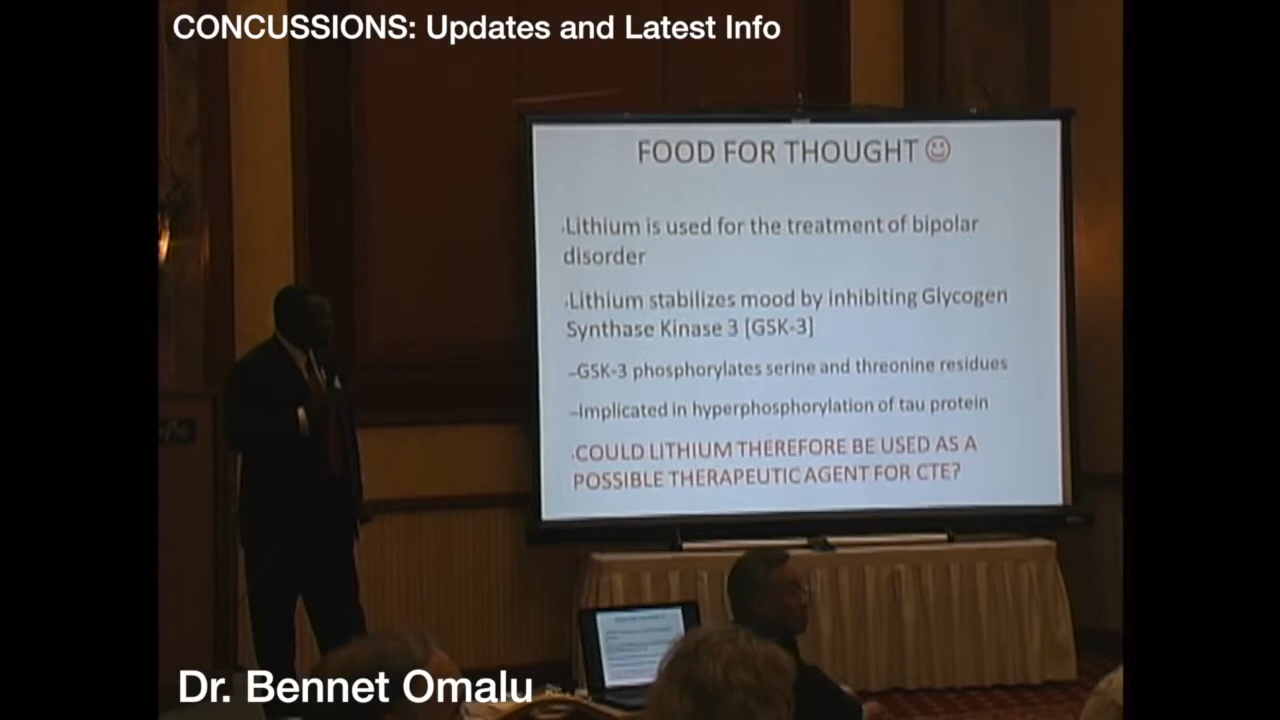 CONCUSSIONS: Updates and Latest Info
FOOD FOR THOUGHT ☺
·Lithium is used for the treatment of bipolar
disorder
·Lithium stabilizes mood by inhibiting Glycogen
Synthase Kinase 3 [GSK-3]
–GSK-3 phosphorylates serine and threonine residues
–Implicated in hyperphosphorylation of tau protein
·COULD LITHIUM THEREFORE BE USED AS A
POSSIBLE THERAPEUTIC AGENT FOR CTE?
Dr. Bennet Omalu